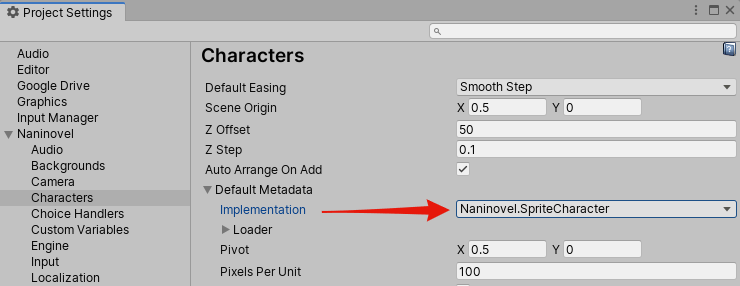 Project Settings
Audio
Editor
Google Drive
Graphics
Input Manager
Naninovel
Audio
Backgrounds
Camera
Characters
Choice Handlers
Custom Variables
Engine
Input
Localization
Characters
Default Easing Smooth Step
Scene Origin X 0.5 Y 0
Z Offset 50
Z Step 0.1
Auto Arrange On Add
Default Metadata
Implementation Naninovel.SpriteCharacter
Loader
Pivot X 0.5 Y 0
Pixels Per Unit 100